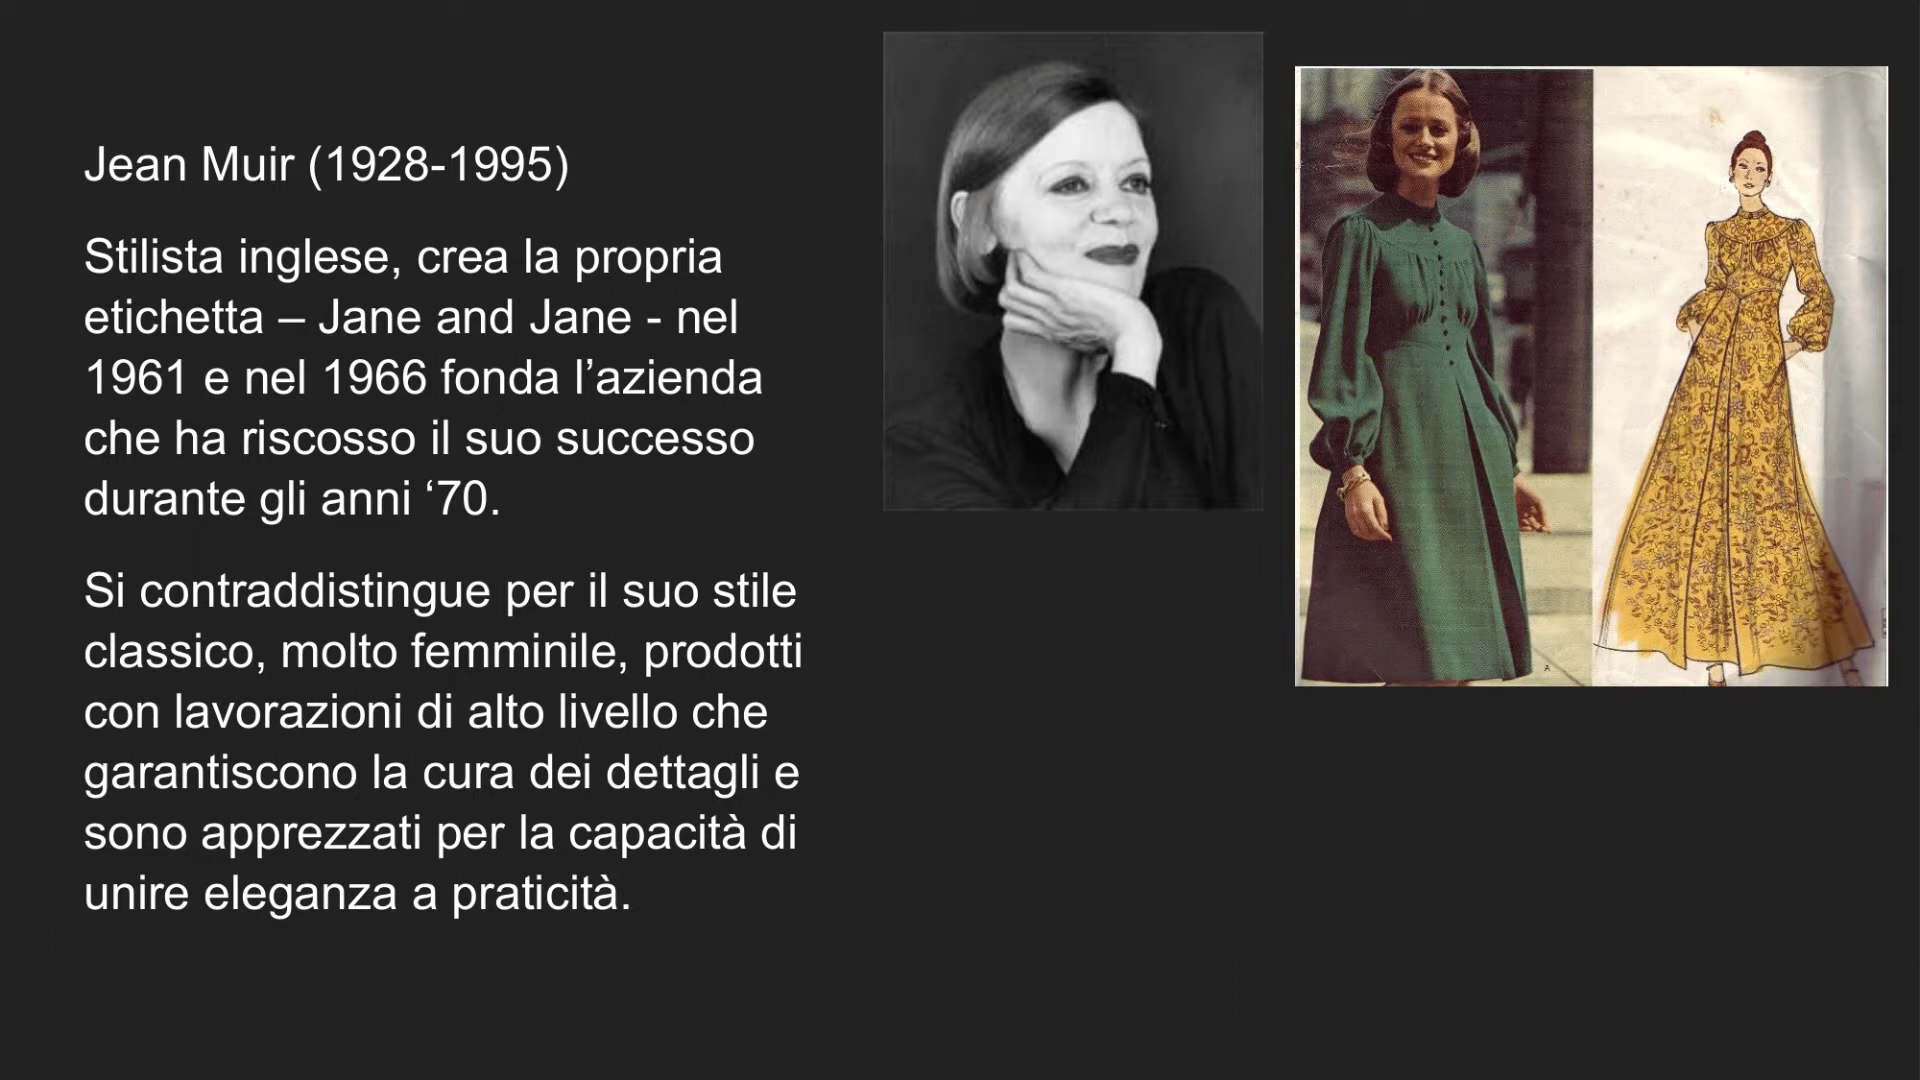 Jean Muir (1928-1995)
Stilista inglese, crea la propria
etichetta – Jane and Jane - nel
1961 e nel 1966 fonda l’azienda
che ha riscosso il suo successo
durante gli anni ‘70.
Si contraddistingue per il suo stile
classico, molto femminile, prodotti
con lavorazioni di alto livello che
garantiscono la cura dei dettagli e
sono apprezzati per la capacità di
unire eleganza a praticità.
A